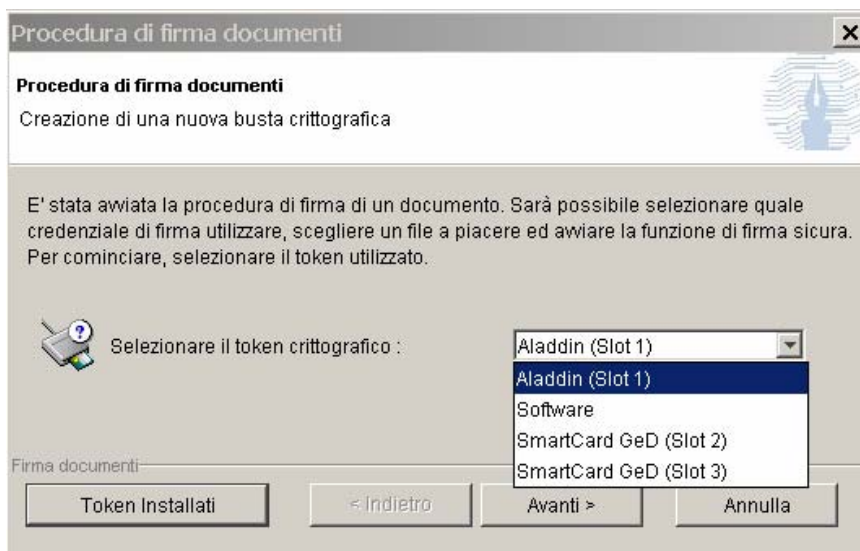 Procedura di firma documenti
Procedura di firma documenti
Creazione di una nuova busta crittografica
E' stata avviata la procedura di firma di un documento. Sarà possibile selezionare quale
credenziale di firma utilizzare, scegliere un file a piacere ed avviare la funzione di firma sicura.
Per cominciare, selezionare il token utilizzato.
Selezionare il token crittografico :
Aladdin (Slot 1)
Aladdin (Slot 1)
Software
SmartCard GeD (Slot 2)
SmartCard GeD (Slot 3)
Firma documenti
Token Installati
< Indietro
Avanti >
Annulla